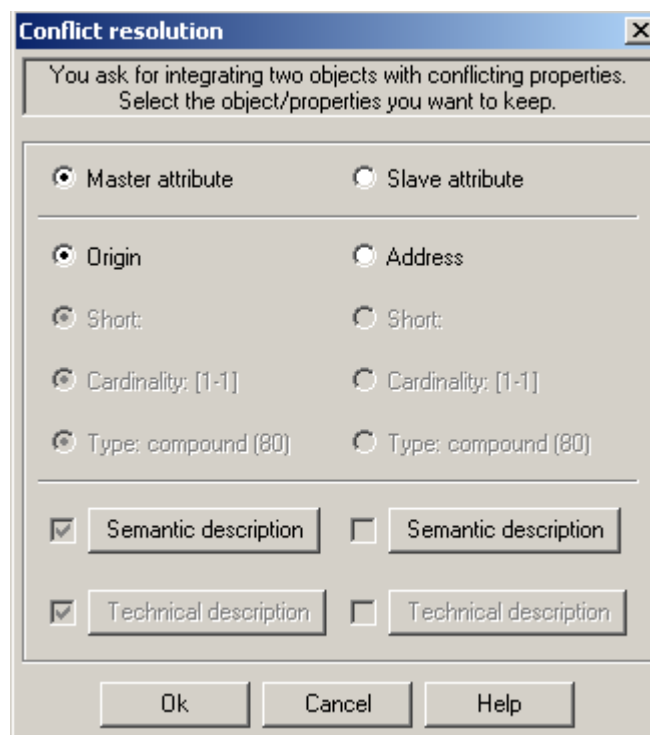 Conflict resolution
You ask for integrating two objects with conflicting properties.
Select the object/properties you want to keep.
Master attribute Slave attribute
Origin Address
Short: Short:
Cardinality: [1-1] Cardinality: [1-1]
Type: compound (80) Type: compound (80)
Semantic description Semantic description
Technical description Technical description
Ok Cancel Help